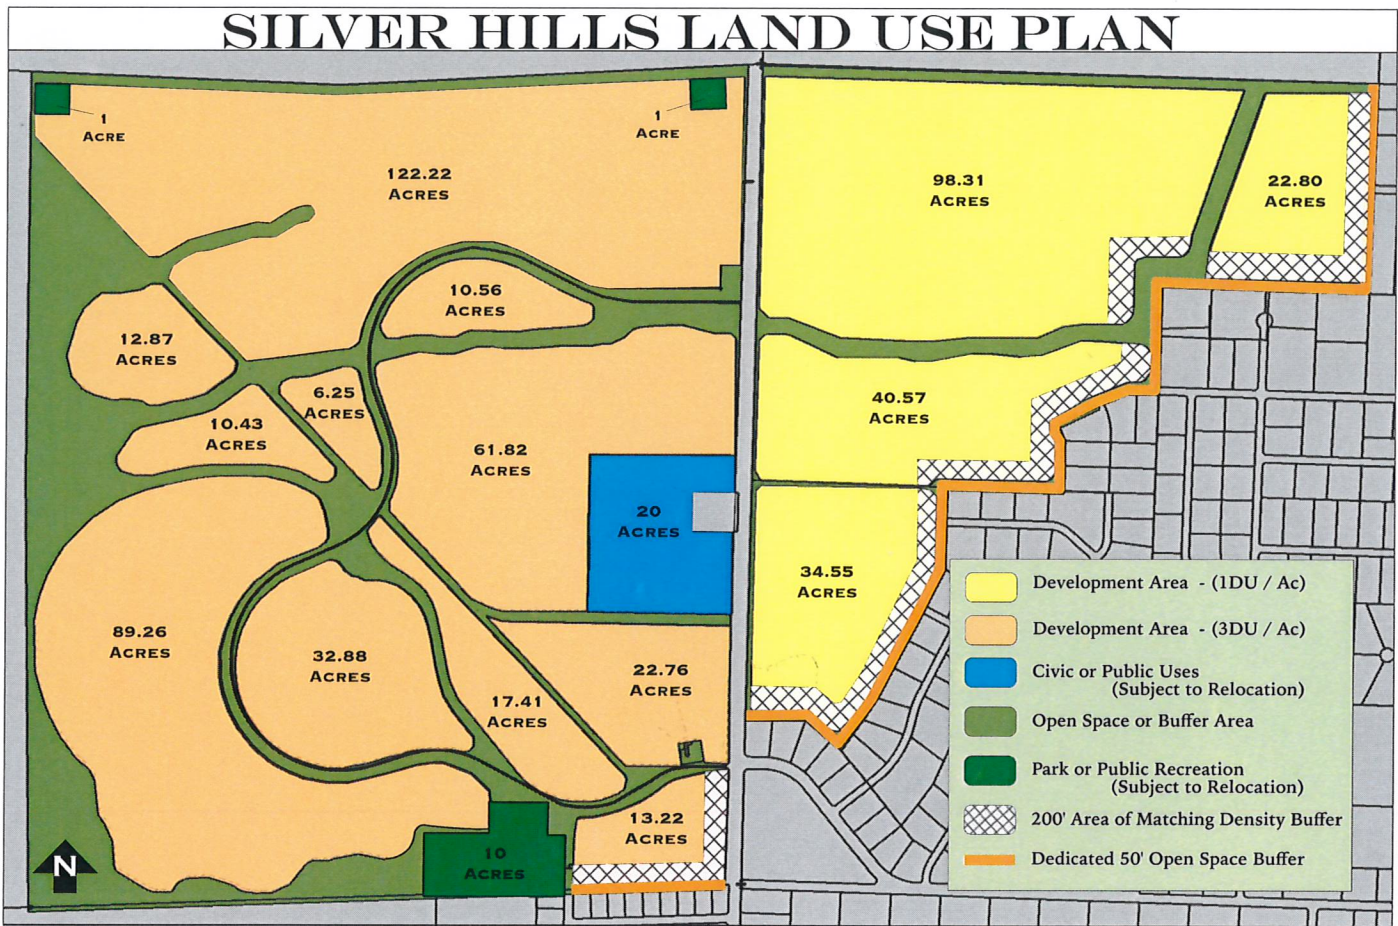 SILVER HILLS LAND USE PLAN
1
ACRE
1
ACRE
122.22
ACRES
98.31
ACRES
22.80
ACRES
10.56
ACRES
12.87
ACRES
6.25
ACRES
10.43
ACRES
40.57
ACRES
61.82
ACRES
20
ACRES
34.55
ACRES
89.26
ACRES
32.88
ACRES
22.76
ACRES
17.41
ACRES
13.22
ACRES
10
ACRES
N
Development Area - (1DU / Ac)
Development Area - (3DU / Ac)
Civic or Public Uses
(Subject to Relocation)
Open Space or Buffer Area
Park or Public Recreation
(Subject to Relocation)
200' Area of Matching Density Buffer
Dedicated 50' Open Space Buffer